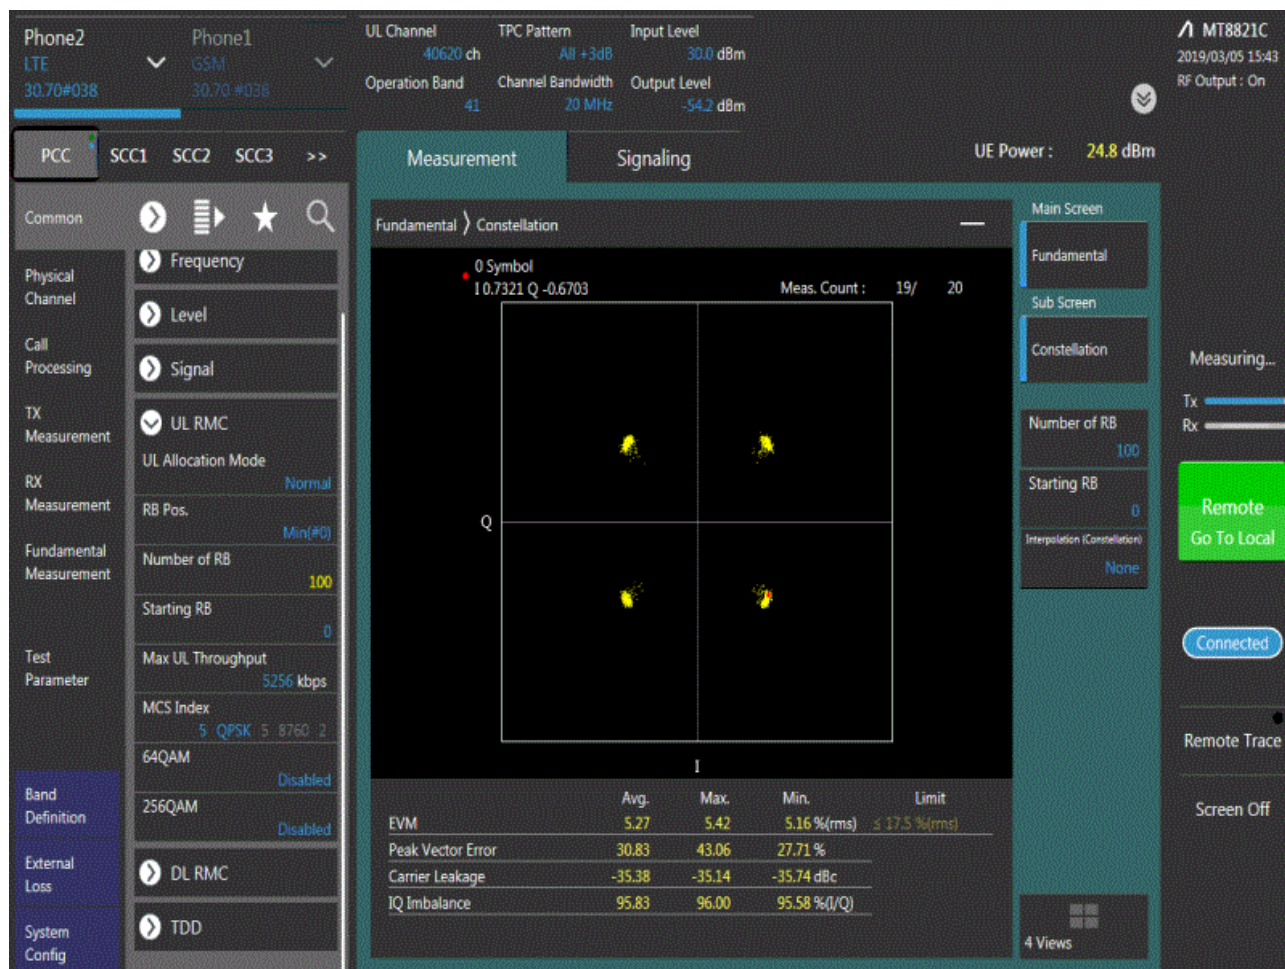 Phone2
LTE
30.70#038
Phone1
GSM
30.70 #038
UL Channel
40620 ch
Operation Band
41
TPC Pattern
All +3dB
Channel Bandwidth
20 MHz
Input Level
30.0 dBm
Output Level
-54.2 dBm
MT8821C
2019/03/05 15:43
RF Output : On
PCC SCC1 SCC2 SCC3 >>
Measurement
Signaling
UE Power : 24.8 dBm
Common
Physical
Channel
Call
Processing
TX
Measurement
RX
Measurement
Fundamental
Measurement
Test
Parameter
Band
Definition
External
Loss
System
Config
Frequency
Level
Signal
UL RMC
UL Allocation Mode
Normal
RB Pos.
Min(#0)
Number of RB
100
Starting RB
0
Max UL Throughput
5256 kbps
MCS Index
5 QPSK 5 8760 2
64QAM
Disabled
256QAM
Disabled
DL RMC
TDD
Fundamental 〉 Constellation
0 Symbol
I 0.7321 Q -0.6703
Meas. Count : 19/ 20
Q
I
Avg. Max. Min. Limit
EVM 5.27 5.42 5.16 %(rms) ≤ 17.5 %(rms)
Peak Vector Error 30.83 43.06 27.71 %
Carrier Leakage -35.38 -35.14 -35.74 dBc
IQ Imbalance 95.83 96.00 95.58 %(I/Q)
Main Screen
Fundamental
Sub Screen
Constellation
Number of RB
100
Starting RB
0
Interpolation (Constellation)
None
4 Views
Measuring...
Tx
Rx
Remote
Go To Local
Connected
Remote Trace
Screen Off